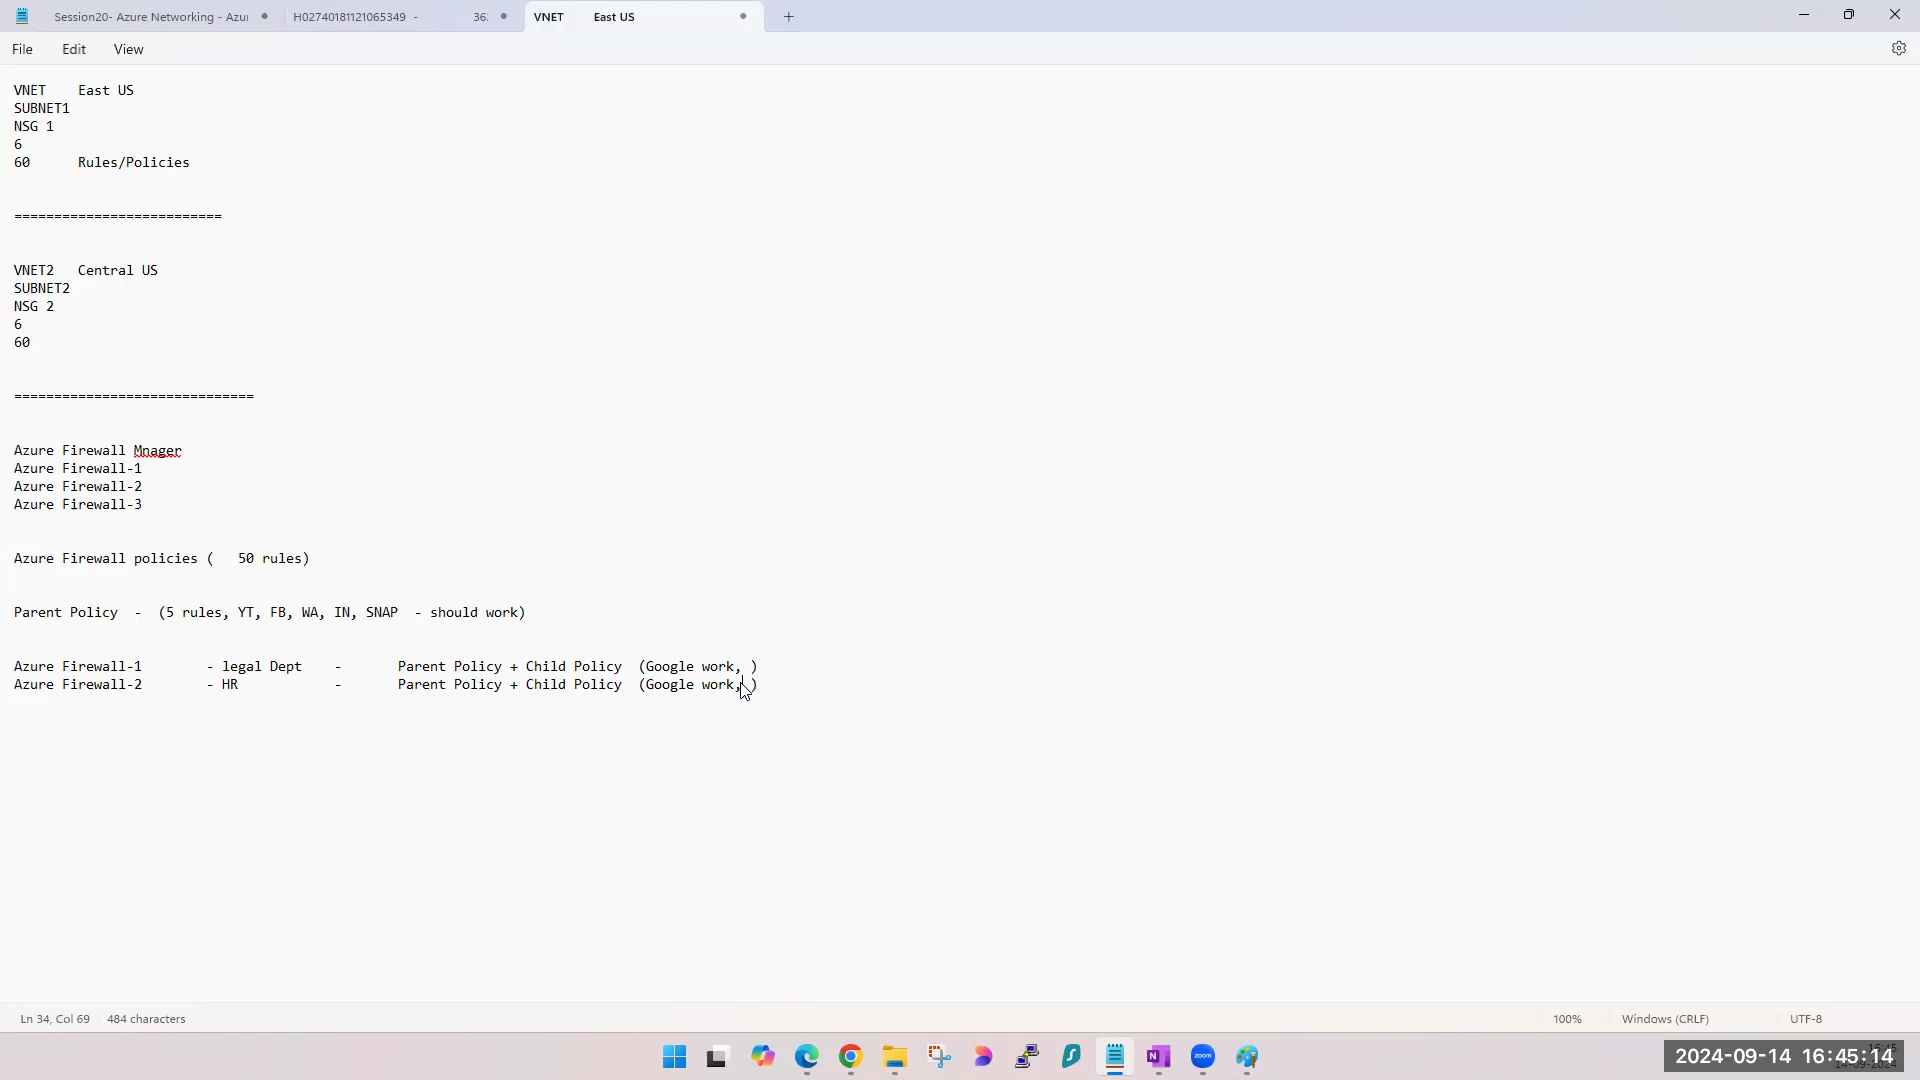 Session20- Azure Networking - Azu
H02740181121065349 - 36:
VNET East US
File Edit View
VNET East US
SUBNET1
NSG 1
6
60 Rules/Policies
==========================
VNET2 Central US
SUBNET2
NSG 2
6
60
==============================
Azure Firewall Mnager
Azure Firewall-1
Azure Firewall-2
Azure Firewall-3
Azure Firewall policies ( 50 rules)
Parent Policy - (5 rules, YT, FB, WA, IN, SNAP - should work)
Azure Firewall-1 - legal Dept - Parent Policy + Child Policy (Google work, )
Azure Firewall-2 - HR - Parent Policy + Child Policy (Google work, )
Ln 34, Col 69 484 characters 100% Windows (CRLF) UTF-8
zoom
2024-09-14 16:45:14